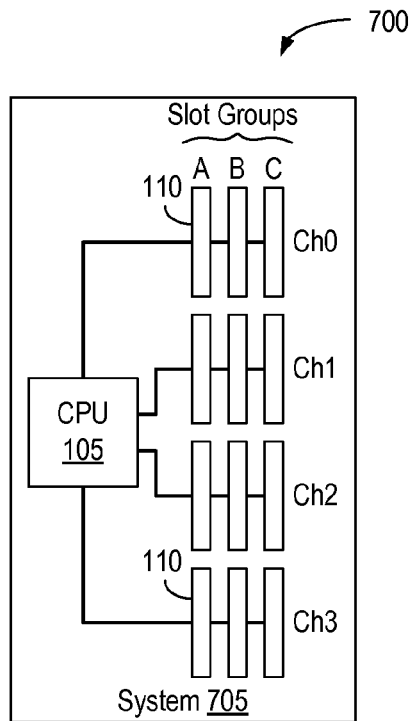 700
Slot Groups
A B C
110
Ch0
Ch1
CPU
105
Ch2
110
Ch3
System 705